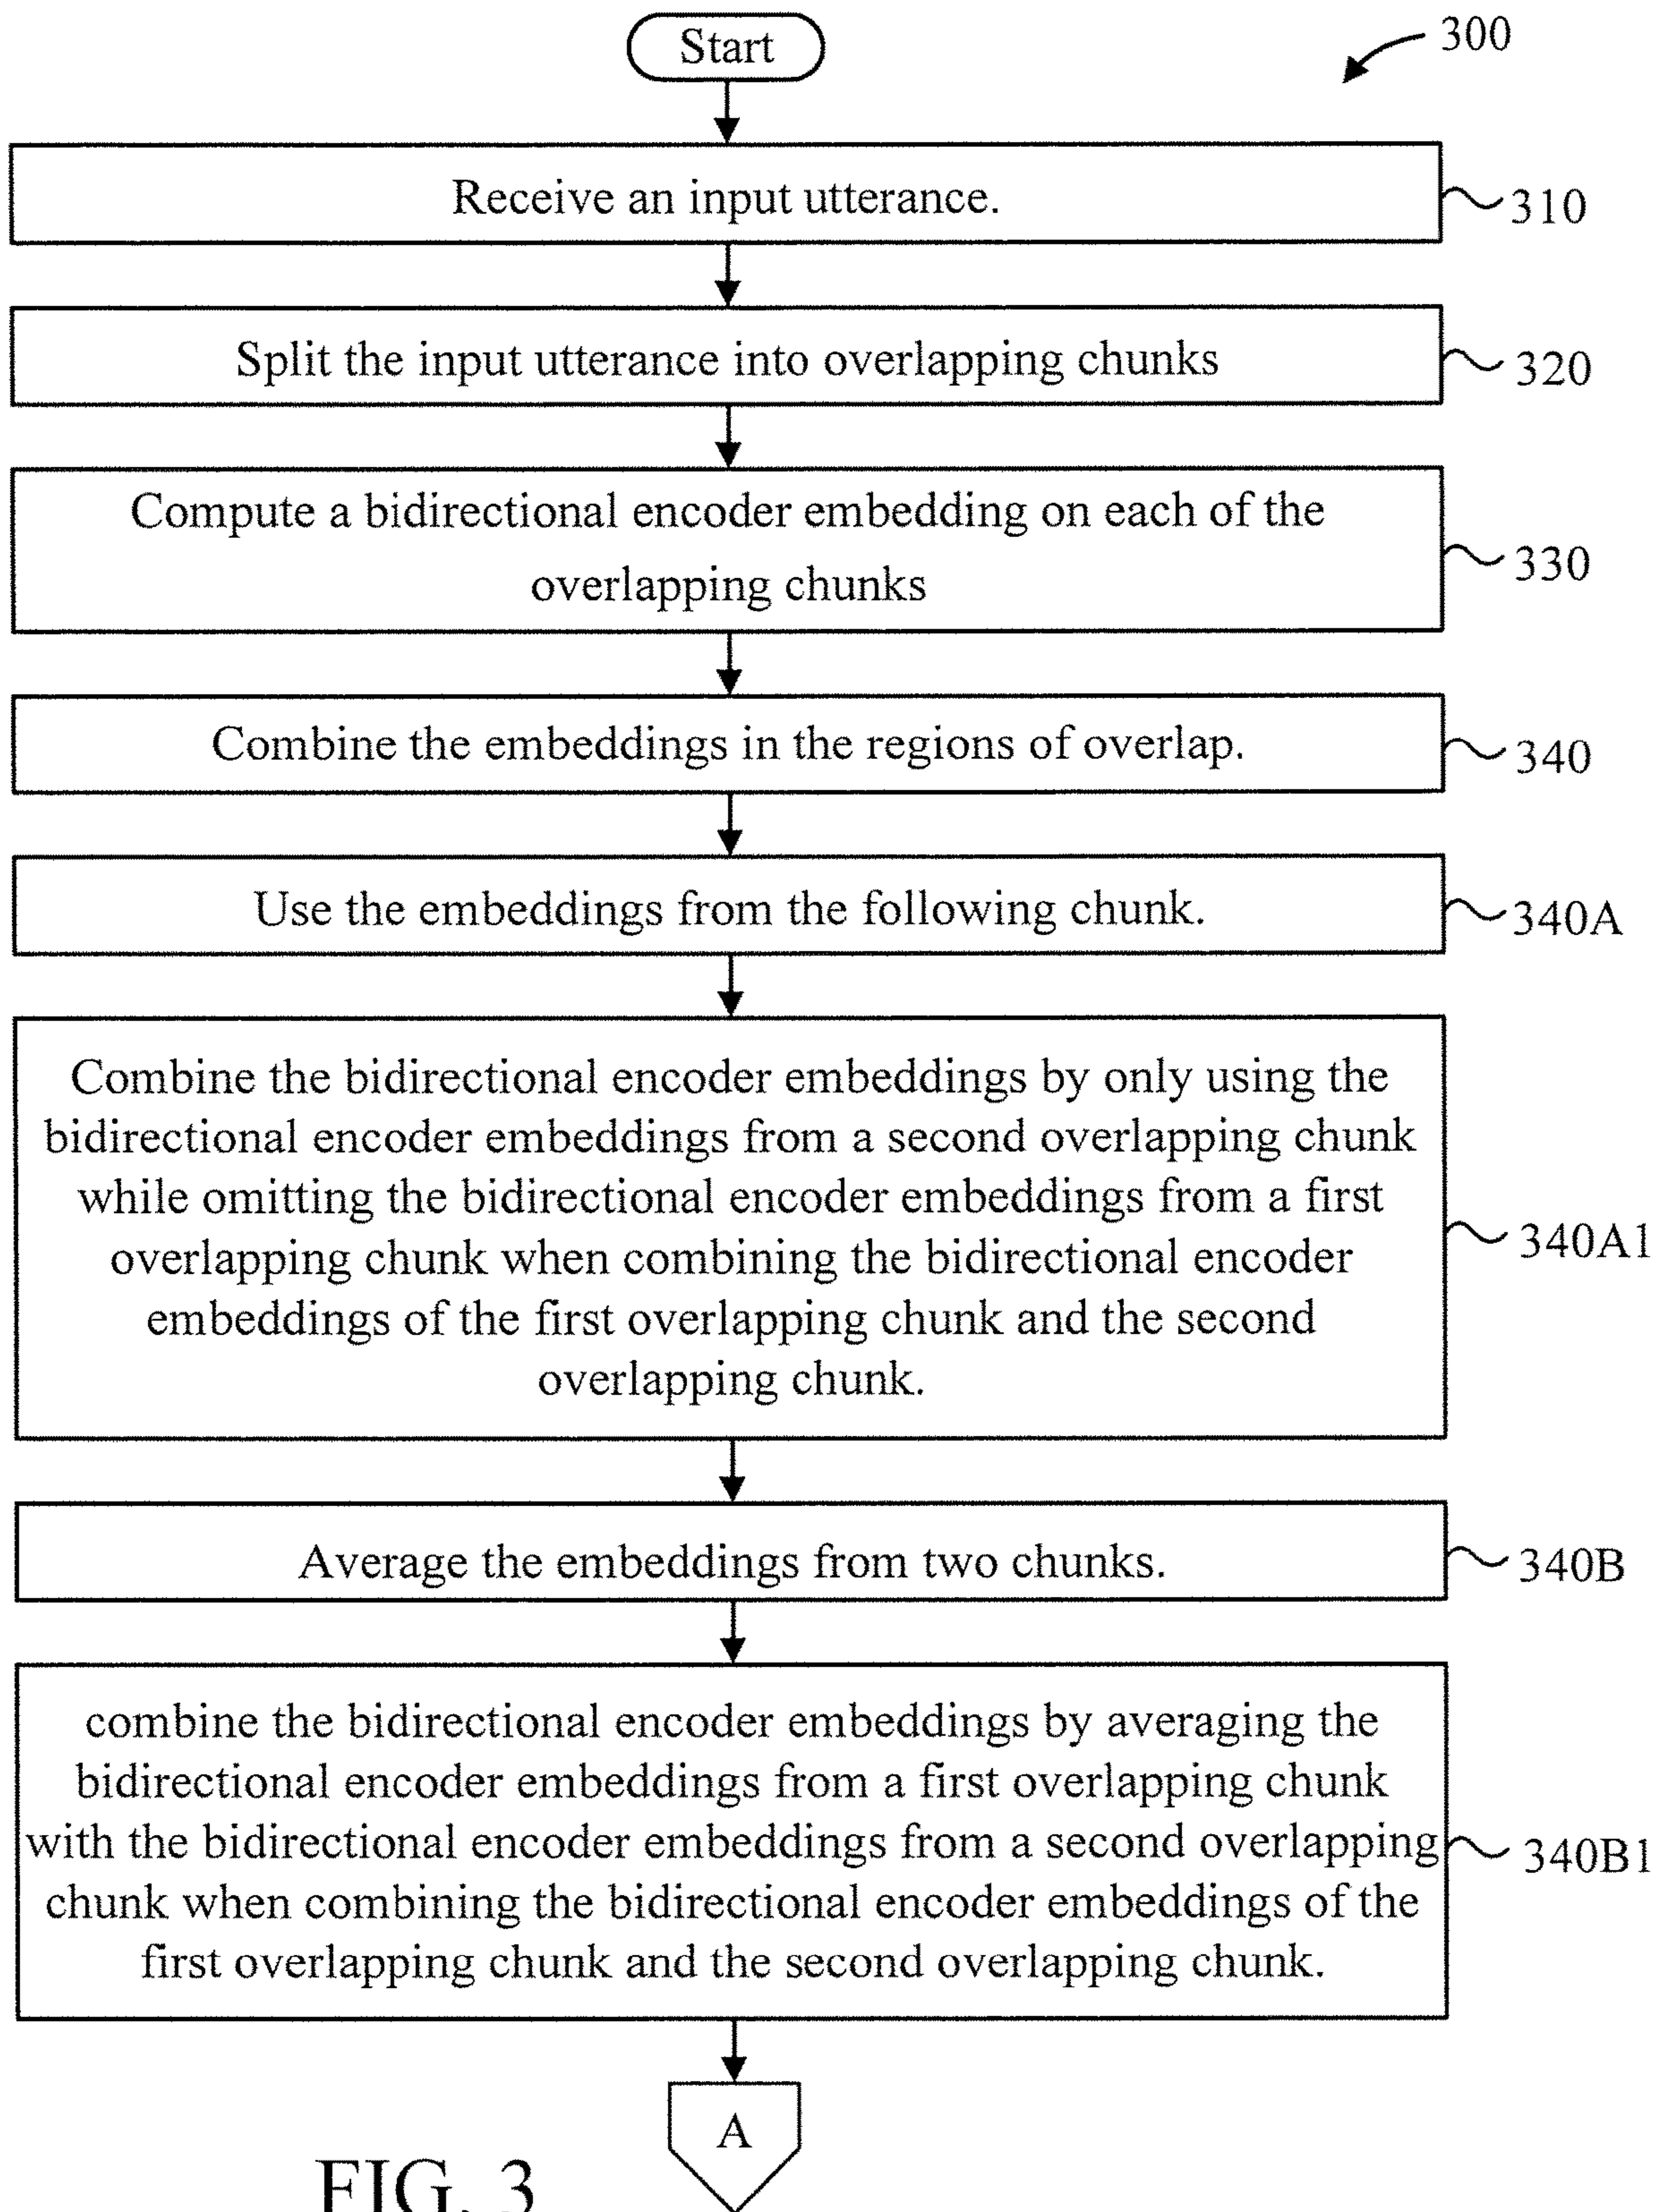 Start
300
Receive an input utterance.
310
Split the input utterance into overlapping chunks
320
Compute a bidirectional encoder embedding on each of the
overlapping chunks
330
Combine the embeddings in the regions of overlap.
340
Use the embeddings from the following chunk.
340A
Combine the bidirectional encoder embeddings by only using the
bidirectional encoder embeddings from a second overlapping chunk
while omitting the bidirectional encoder embeddings from a first
overlapping chunk when combining the bidirectional encoder
embeddings of the first overlapping chunk and the second
overlapping chunk.
340A1
Average the embeddings from two chunks.
340B
combine the bidirectional encoder embeddings by averaging the
bidirectional encoder embeddings from a first overlapping chunk
with the bidirectional encoder embeddings from a second overlapping
chunk when combining the bidirectional encoder embeddings of the
first overlapping chunk and the second overlapping chunk.
340B1
A
FIG. 3